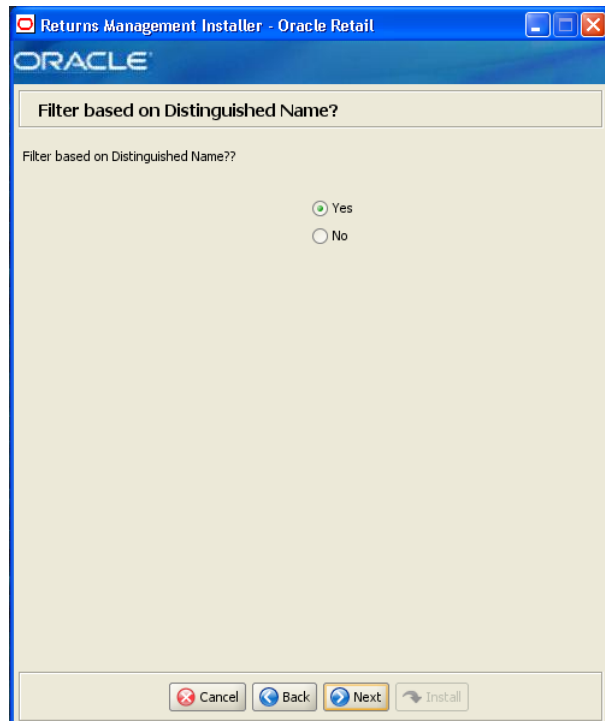 Returns Management Installer - Oracle Retail
ORACLE
Filter based on Distinguished Name?
Filter based on Distinguished Name??
Yes
No
Cancel
Back
Next
Install